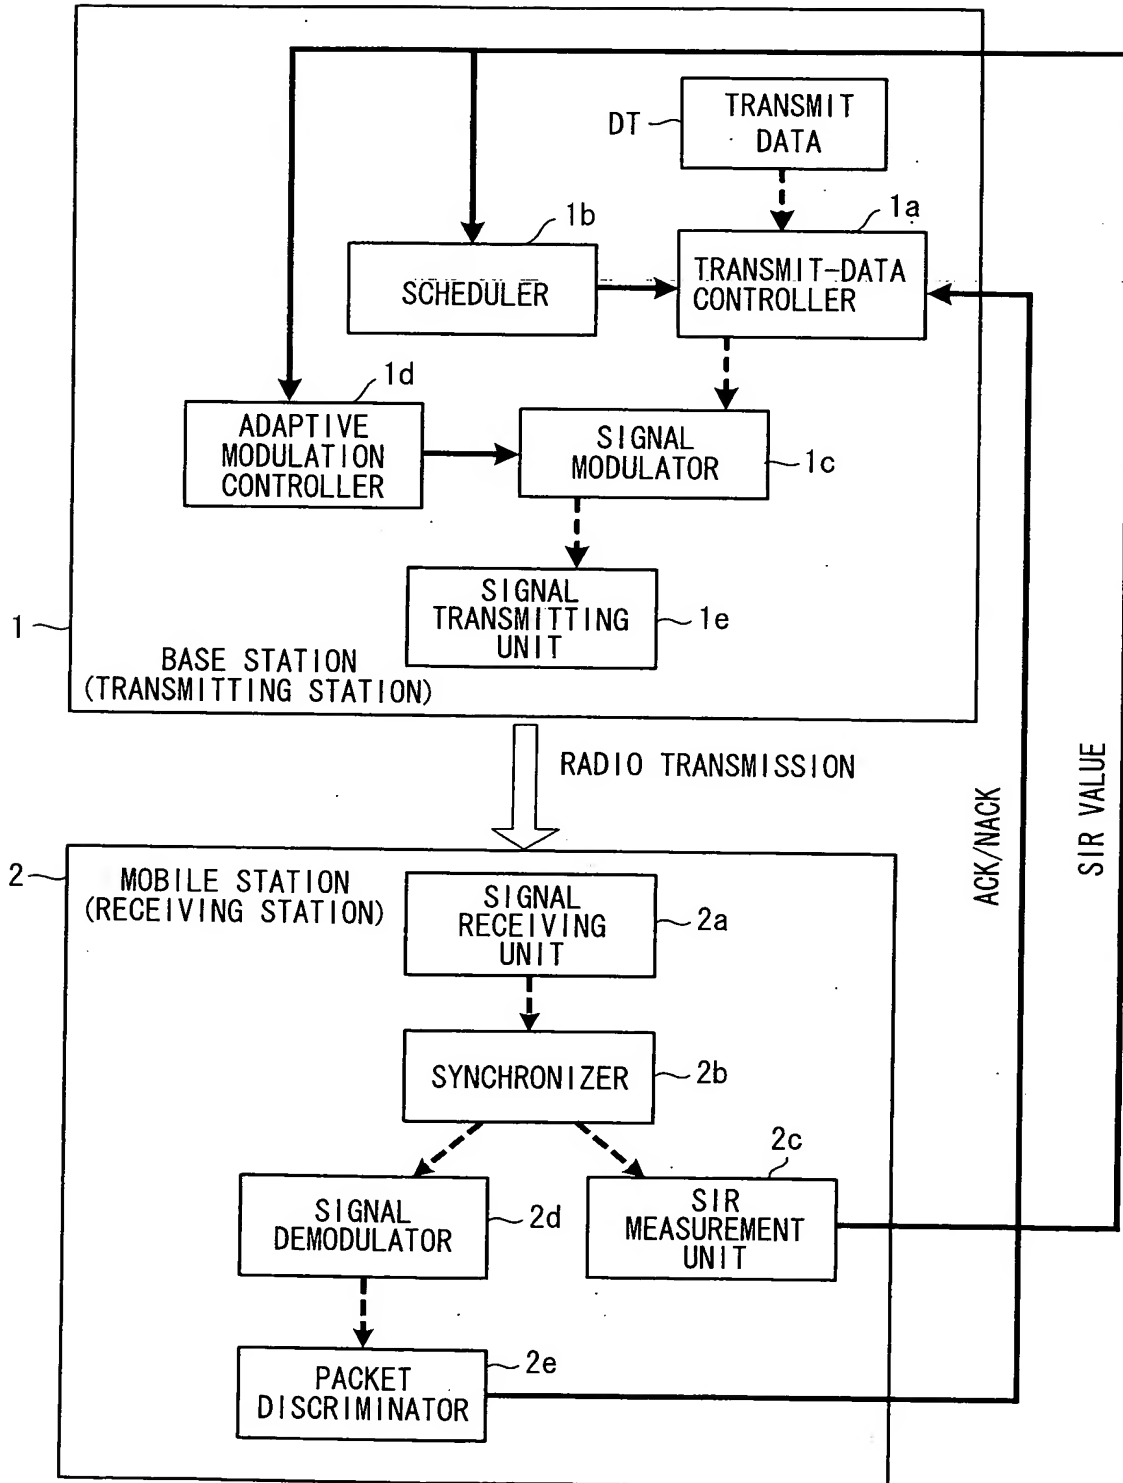 TRANSMIT
DATA
DT
1a
1b
SCHEDULER
TRANSMIT-DATA
CONTROLLER
1d
ADAPTIVE
MODULATION
CONTROLLER
SIGNAL
MODULATOR
1c
SIGNAL
TRANSMITTING
UNIT
1e
1
BASE STATION
(TRANSMITTING STATION)
RADIO TRANSMISSION
ACK/NACK
SIR VALUE
2
MOBILE STATION
(RECEIVING STATION)
SIGNAL
RECEIVING
UNIT
2a
SYNCHRONIZER
2b
2c
SIGNAL
DEMODULATOR
2d
SIR
MEASUREMENT
UNIT
2e
PACKET
DISCRIMINATOR